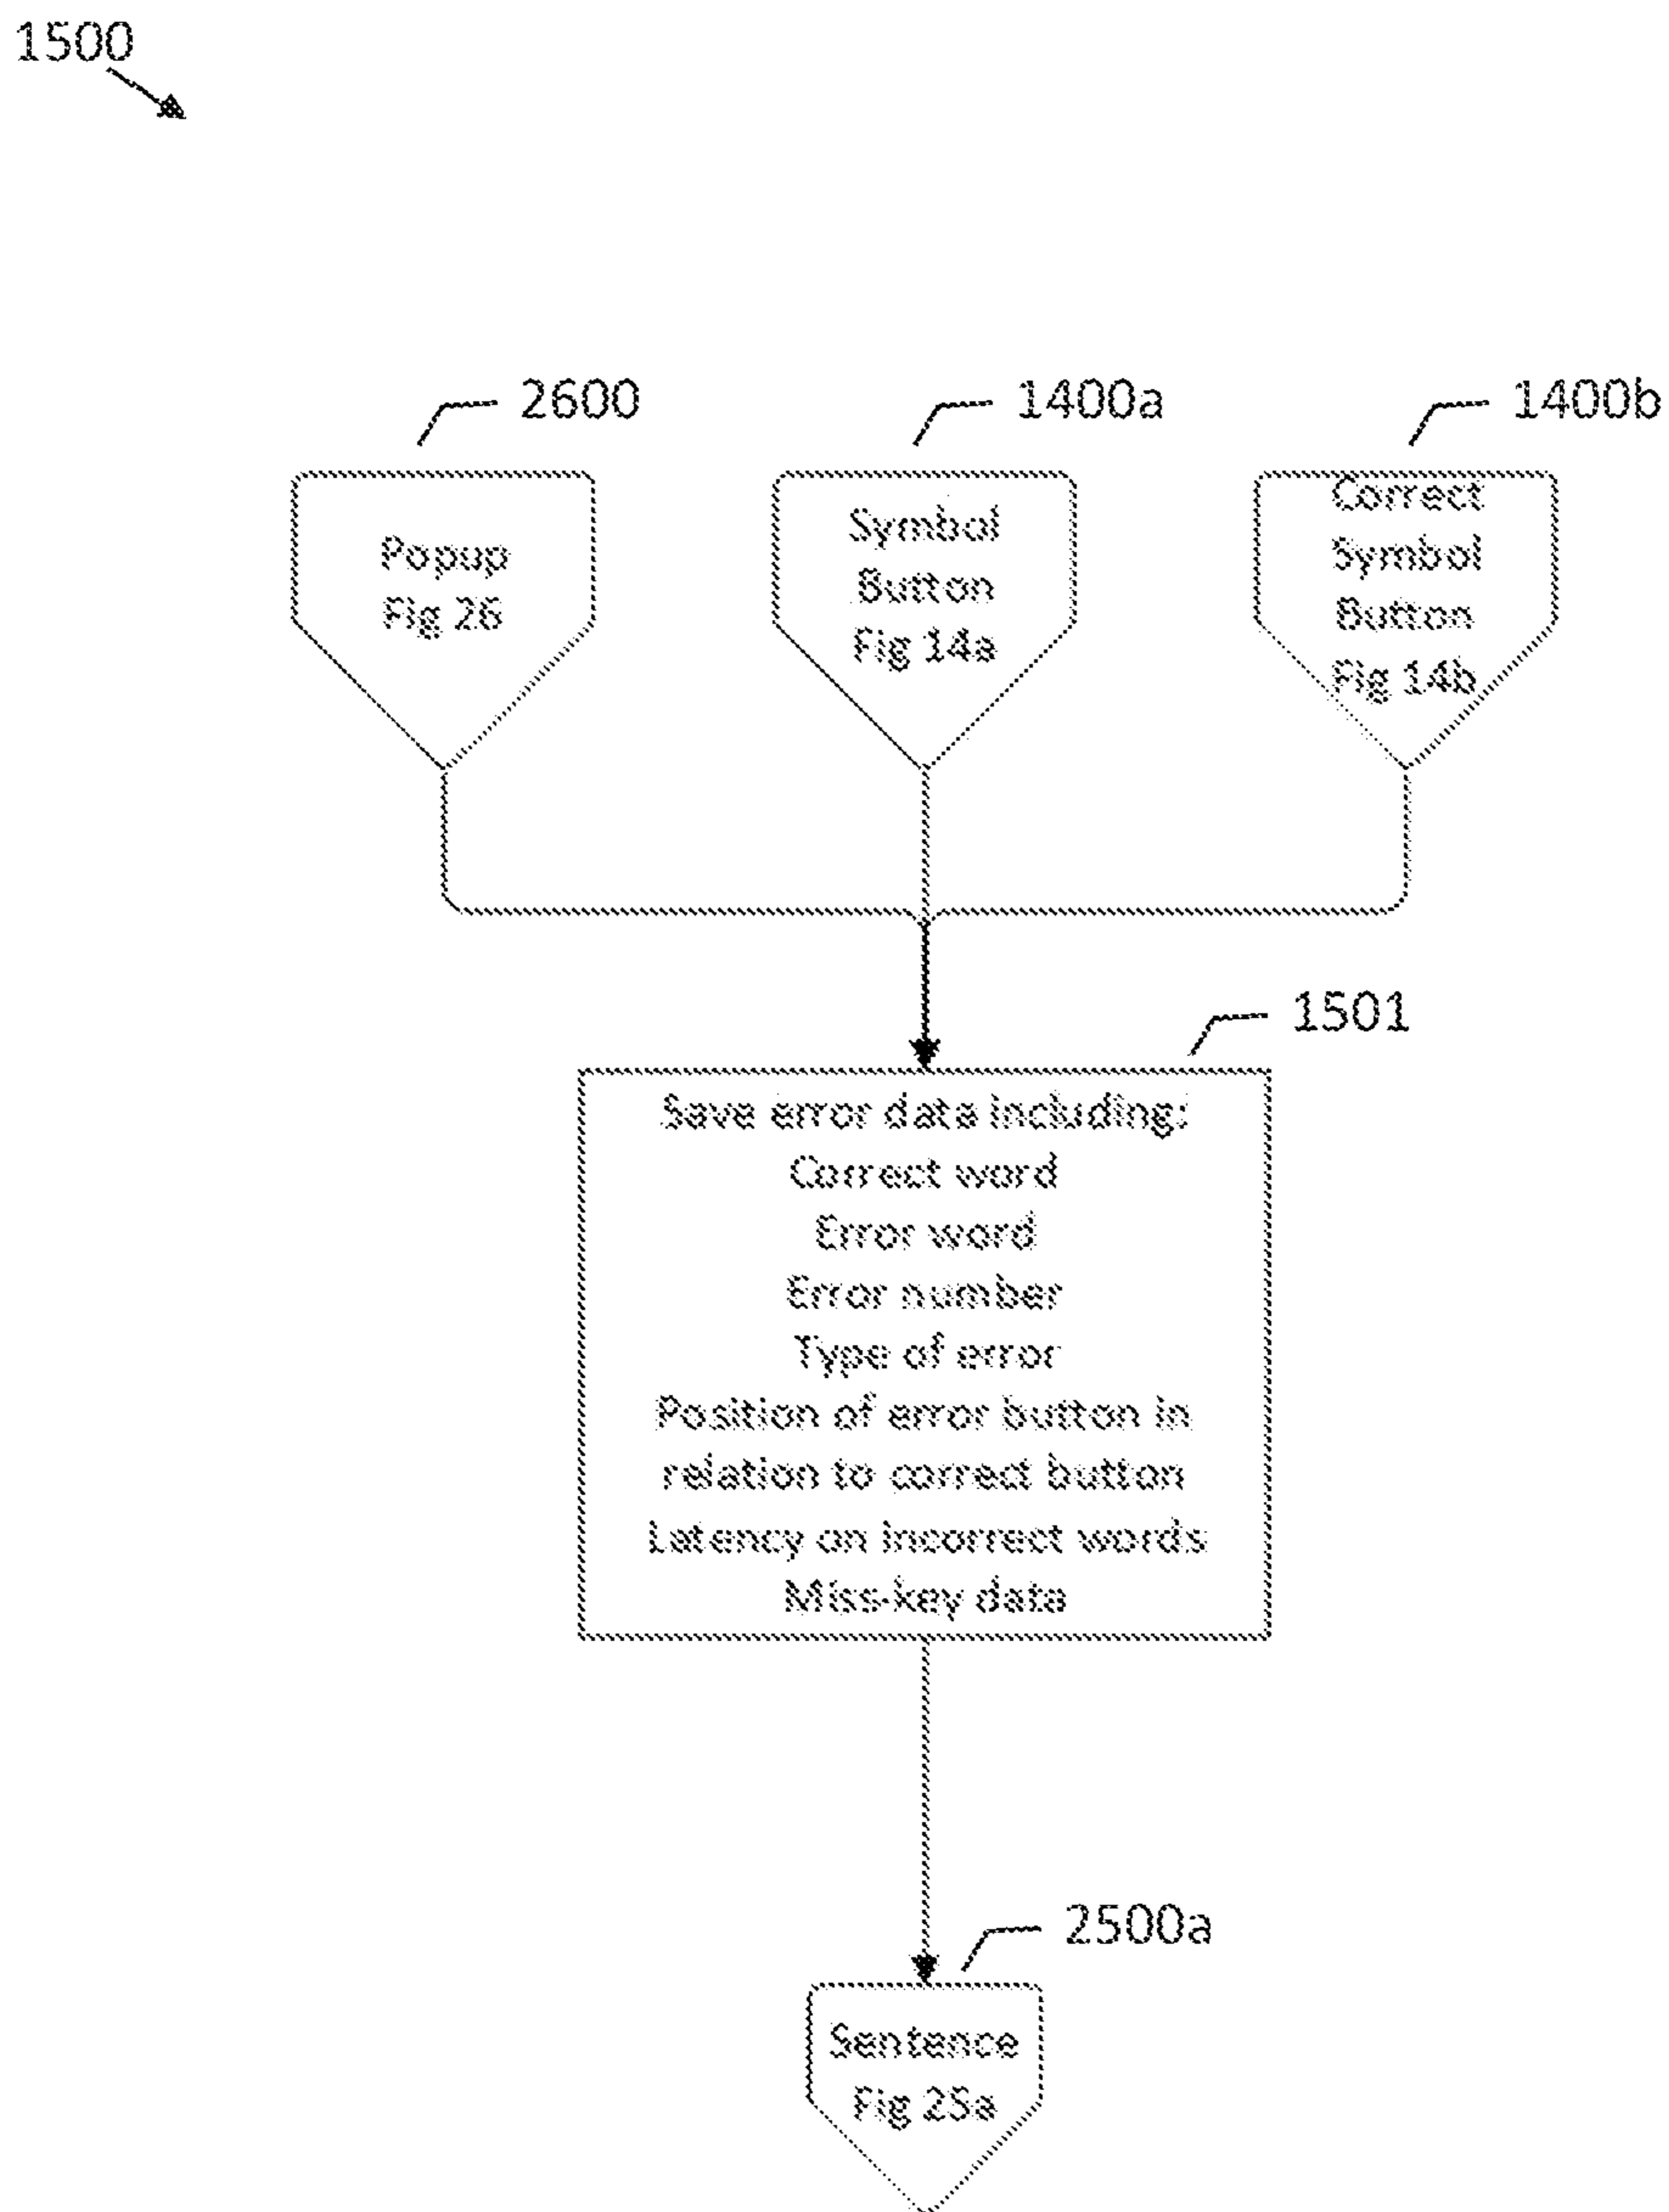 1500
2600
1400a
1400b
Popup
Fig 26
Symbol
Button
Fig 14a
Correct
Symbol
Button
Fig 14b
1501
Save error data including:
Correct word
Error word
Error number
Type of error
Position of error button in
relation to correct button
Latency on incorrect words
Miss-key data
2500a
Sentence
Fig 25a